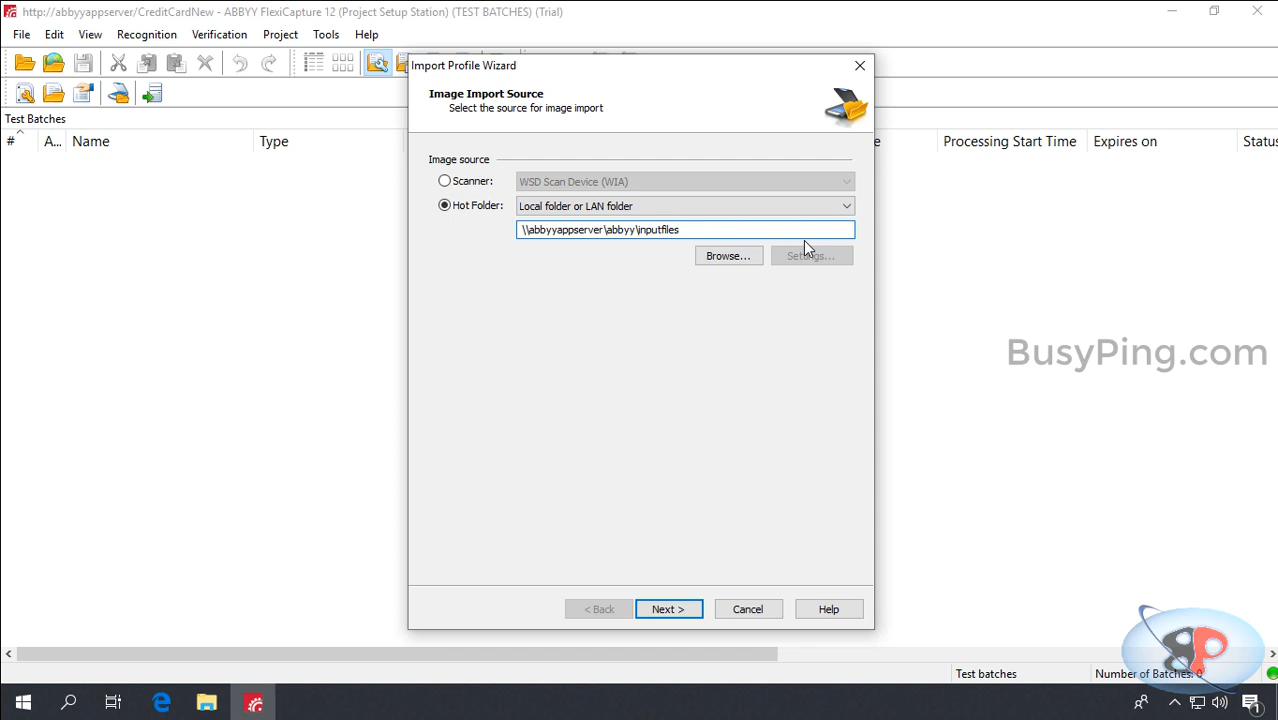 http://abbyyappserver/CreditCardNew - ABBYY FlexiCapture 12 (Project Setup Station) (TEST BATCHES) (Trial)
File Edit View Recognition Verification Project Tools Help
Import Profile Wizard
Image Import Source
Select the source for image import
Test Batches
# A... Name Type Processing Start Time Expires on Status
Image source
Scanner: WSD Scan Device (WIA)
Hot Folder: Local folder or LAN folder
\\abbyyappserver\abbyy\inputfiles
Browse... Settings...
BusyPing.com
< Back Next > Cancel Help
Test batches Number of Batches: 0
1